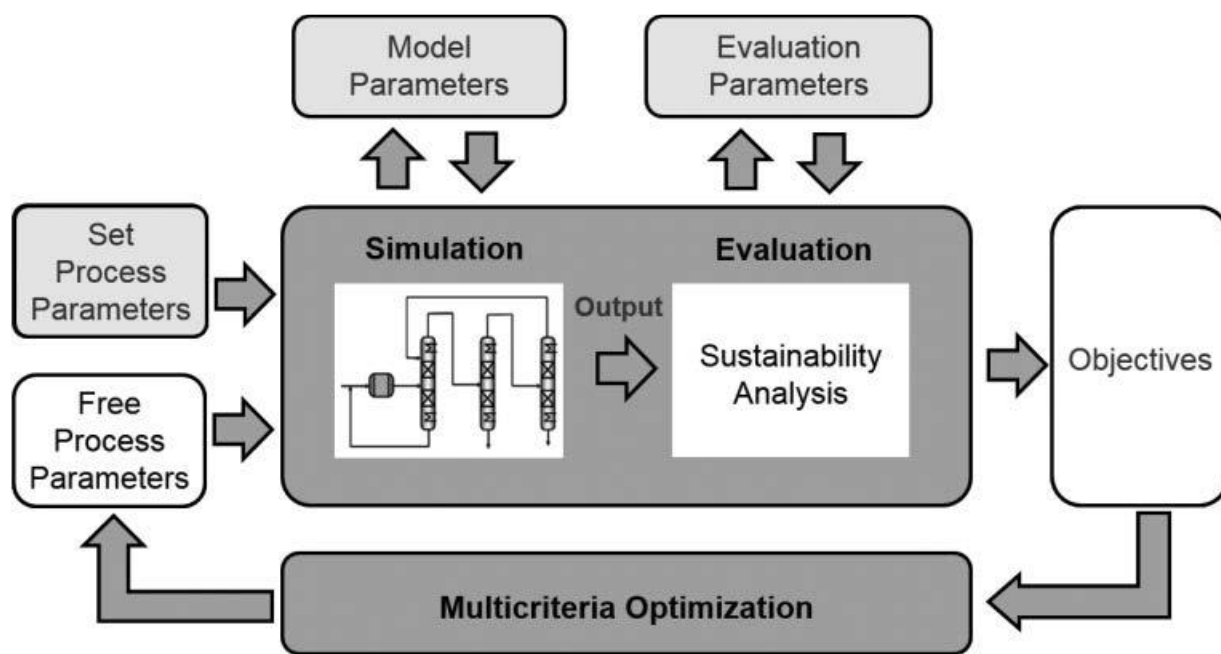 Model
Parameters
Evaluation
Parameters
Set
Process
Parameters
Free
Process
Parameters
Simulation
Output
Evaluation
Sustainability
Analysis
Objectives
Multicriteria Optimization